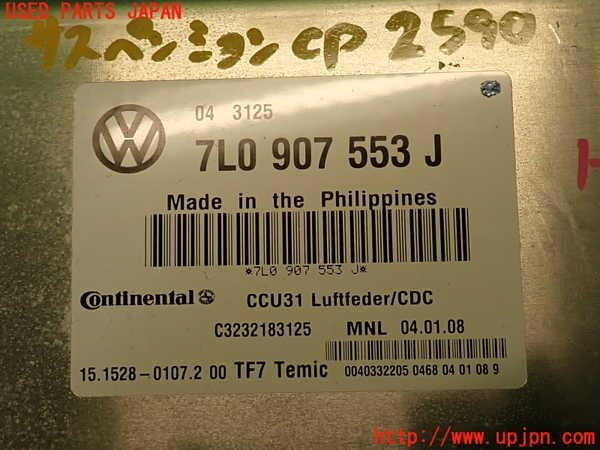 USED PARTS JAPAN
サスペンションCP 2590
VW
04 3125
7L0 907 553 J
Made in the Philippines
*7L0 907 553 J*
Continental CCU31 Luftfeder/CDC
C3232183125 MNL 04.01.08
15.1528-0107.2 00 TF7 Temic 0040332205 0468 04 01 08 9
http://www.upjpn.com/